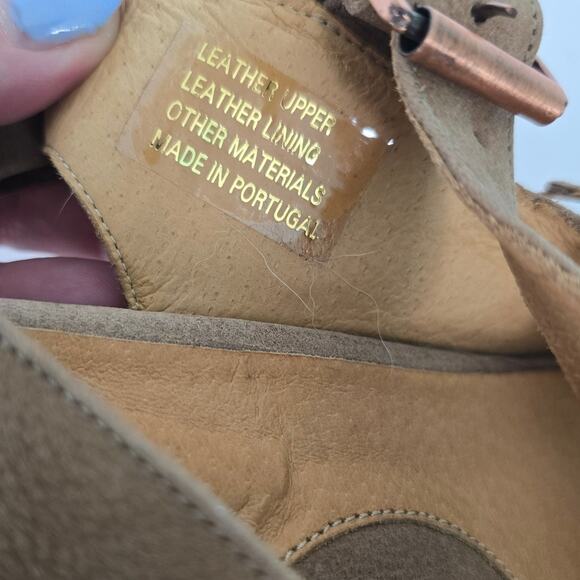 LEATHER UPPER
LEATHER LINING
OTHER MATERIALS
MADE IN PORTUGAL